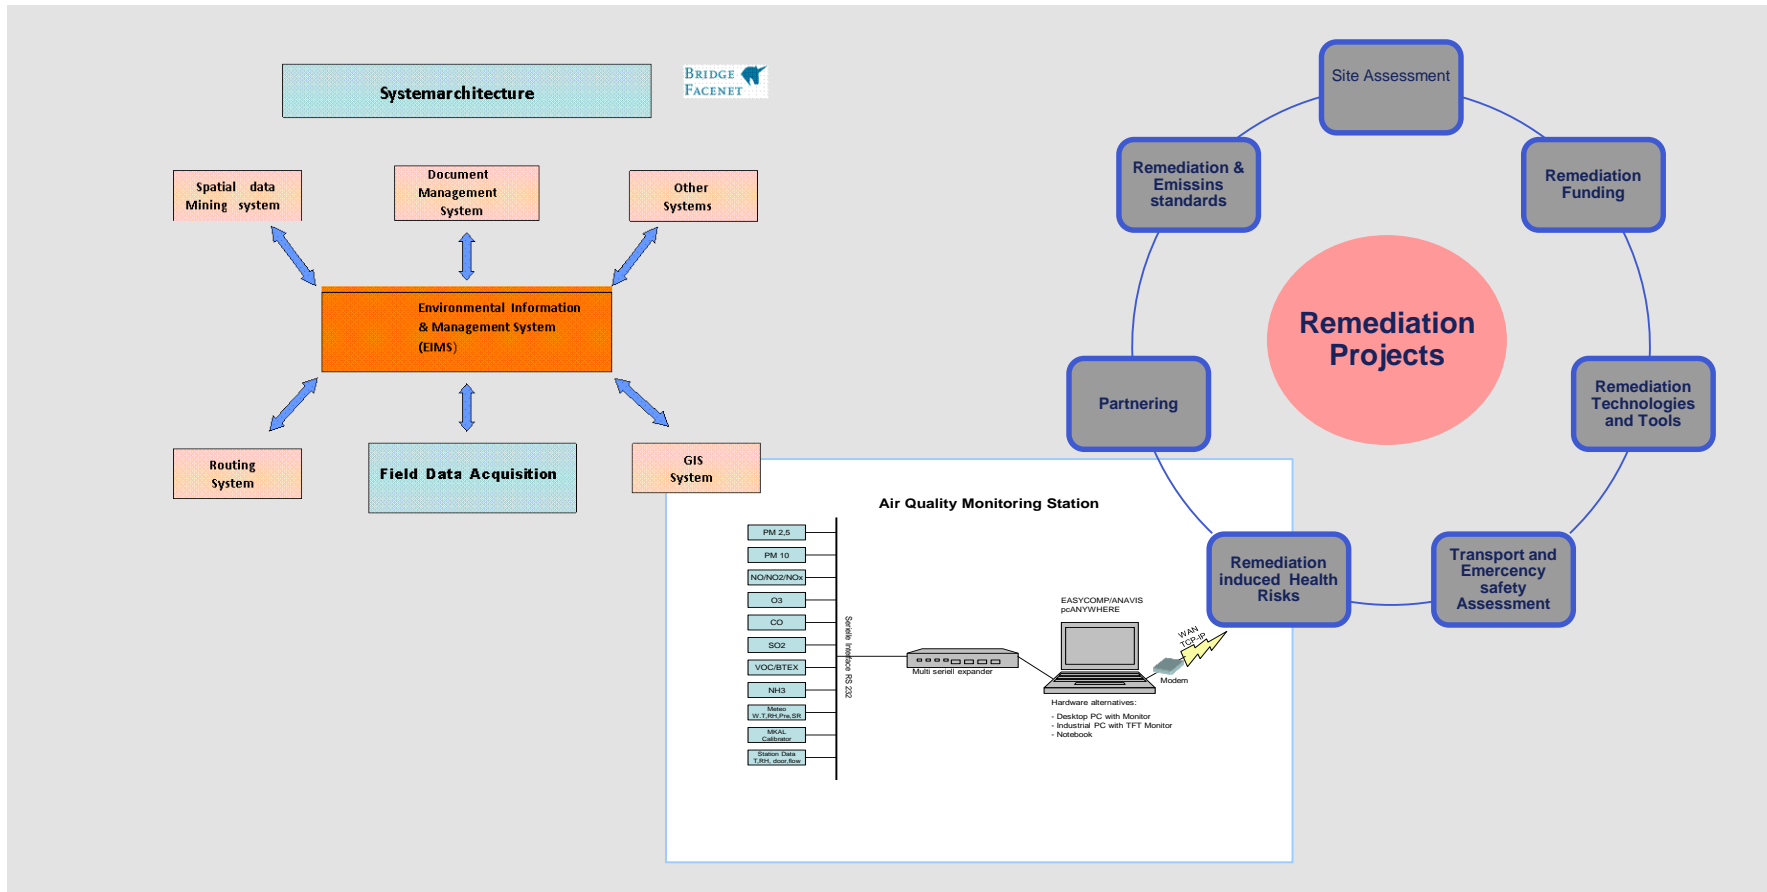 Systemarchitecture
BRIDGE
FACENET
Spatial data
Mining system
Document
Management
System
Other
Systems
Environmental Information
& Management System
(EIMS)
Routing
System
Field Data Acquisition
GIS
System
Air Quality Monitoring Station
PM 2,5
PM 10
NO/NO2/NOx
O3
CO
SO2
VOC/BTEX
NH3
Meteo
W.T,RH,Pre,SR
MKAL
Calibrator
Station Data
T,RH, door,flow
Serielle Interface RS 232
Multi seriell expander
EASYCOMP/ANAVIS
pcANYWHERE
WAN
TCP-IP
Modem
Hardware alternatives:
- Desktop PC with Monitor
- Industrial PC with TFT Monitor
- Notebook
Site Assessment
Remediation
Funding
Remediation
Technologies
and Tools
Transport and
Emercency
safety
Assessment
Remediation
induced Health
Risks
Partnering
Remediation &
Emissins
standards
Remediation
Projects